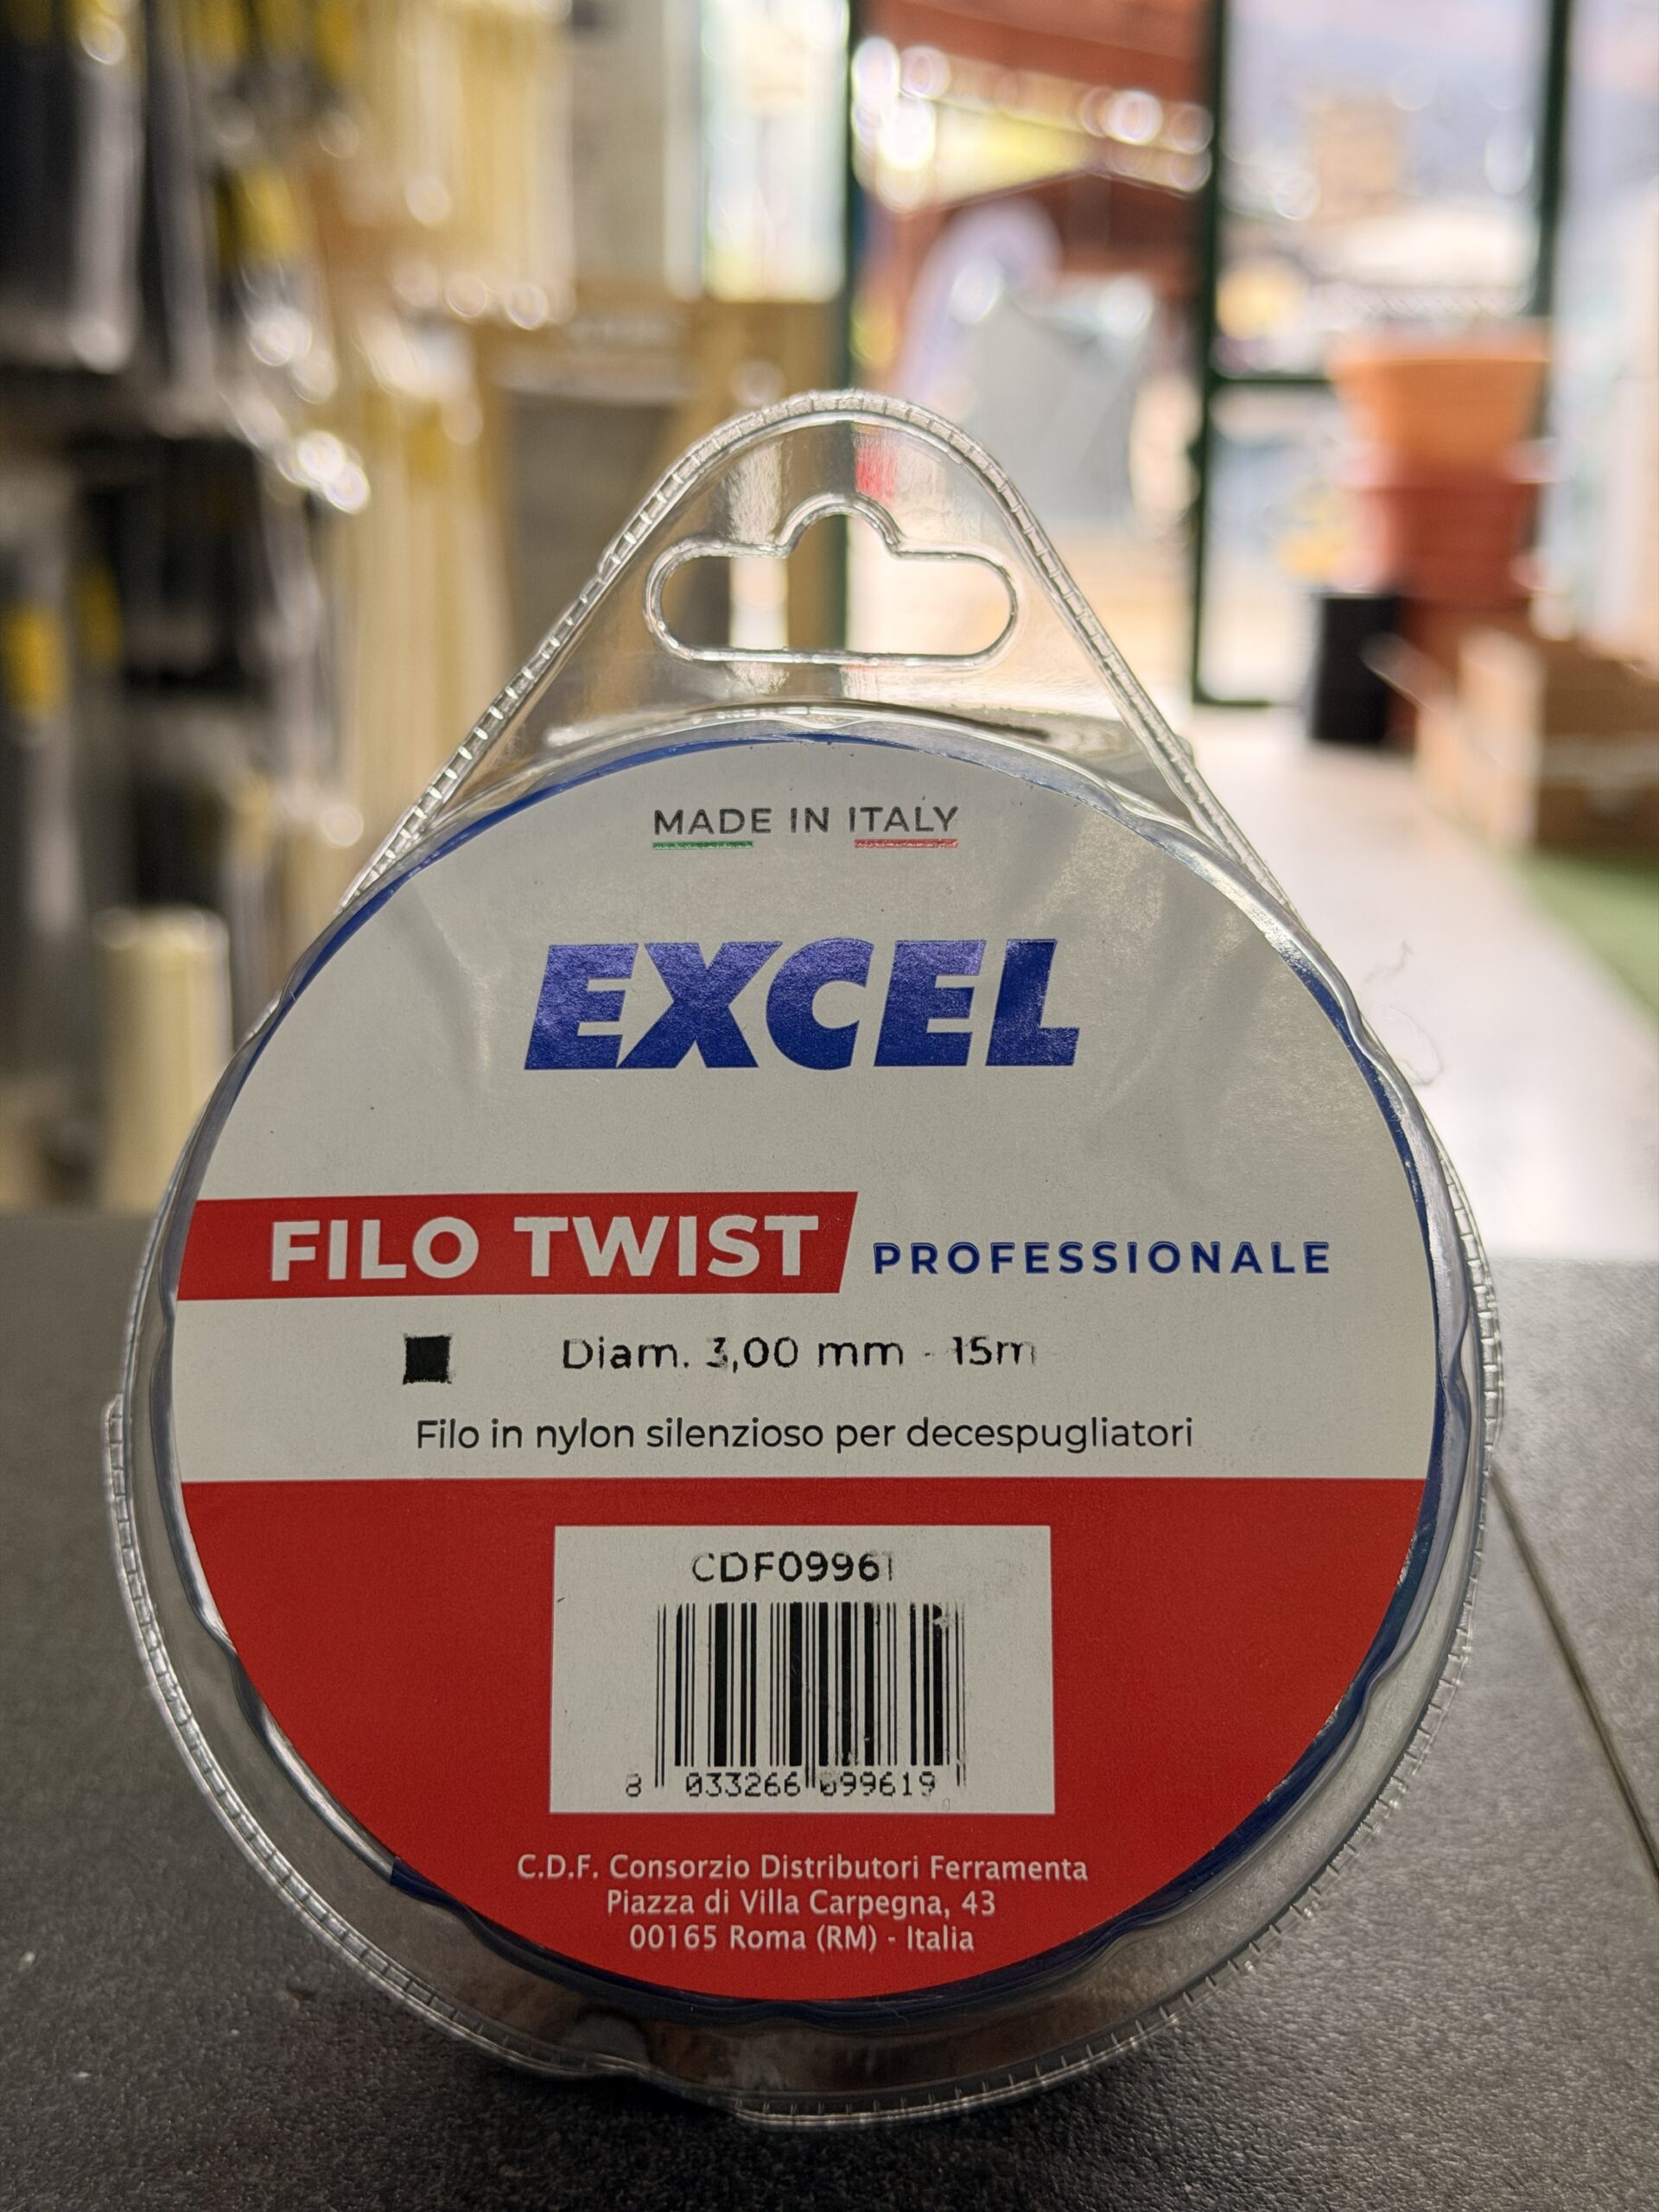 MADE IN ITALY
EXCEL
FILO TWIST PROFESSIONALE
Diam. 3,00 mm - 15m
Filo in nylon silenzioso per decespugliatori
CDF09961
8 033266 099619
C.D.F. Consorzio Distributori Ferramenta
Piazza di Villa Carpegna, 43
00165 Roma (RM) - Italia